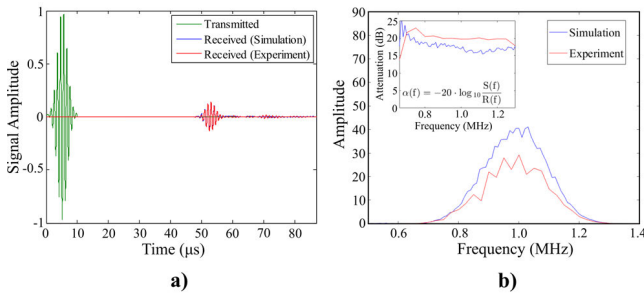 Transmitted
Received (Simulation)
Received (Experiment)
1
0.5
0
-0.5
-1
Signal Amplitude
0 10 20 30 40 50 60 70 80
Time (μs)
a)
90
80
70
60
50
40
30
20
10
0
Amplitude
Simulation
Experiment
25
20
15
10
5
0
Attenuation (dB)
α(f) = −20 · log₁₀ S(f)/R(f)
0.8 1.0 1.2
Frequency (MHz)
0.6 0.8 1.0 1.2 1.4
Frequency (MHz)
b)